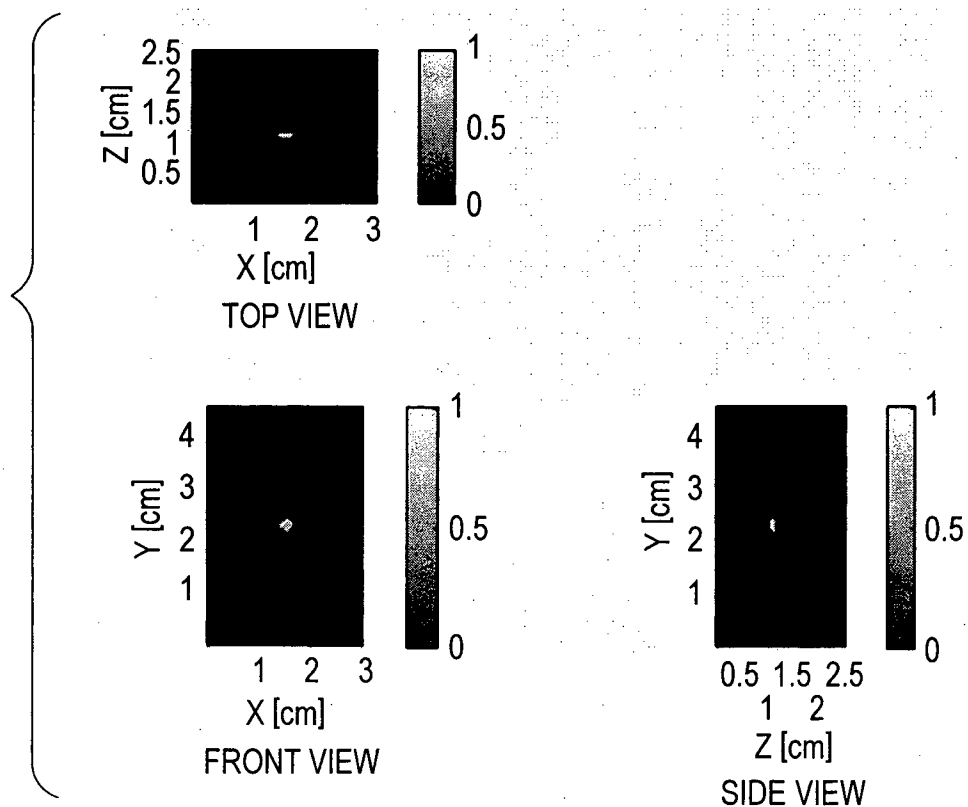 2.5
2
1.5
1
0.5
Z [cm]
1
0.5
0
1 2 3
X [cm]
TOP VIEW
4
3
2
1
Y [cm]
1
0.5
0
1 2 3
X [cm]
FRONT VIEW
4
3
2
1
Y [cm]
1
0.5
0
0.5 1.5 2.5
1 2
Z [cm]
SIDE VIEW